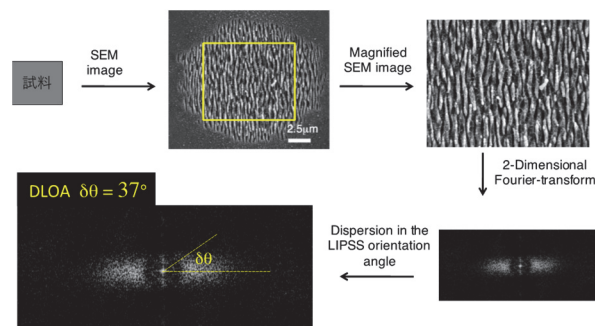 試料
SEM
image
2.5μm
Magnified
SEM image
2-Dimensional
Fourier-transform
Dispersion in the
LIPSS orientation
angle
DLOA δθ = 37°
δθ